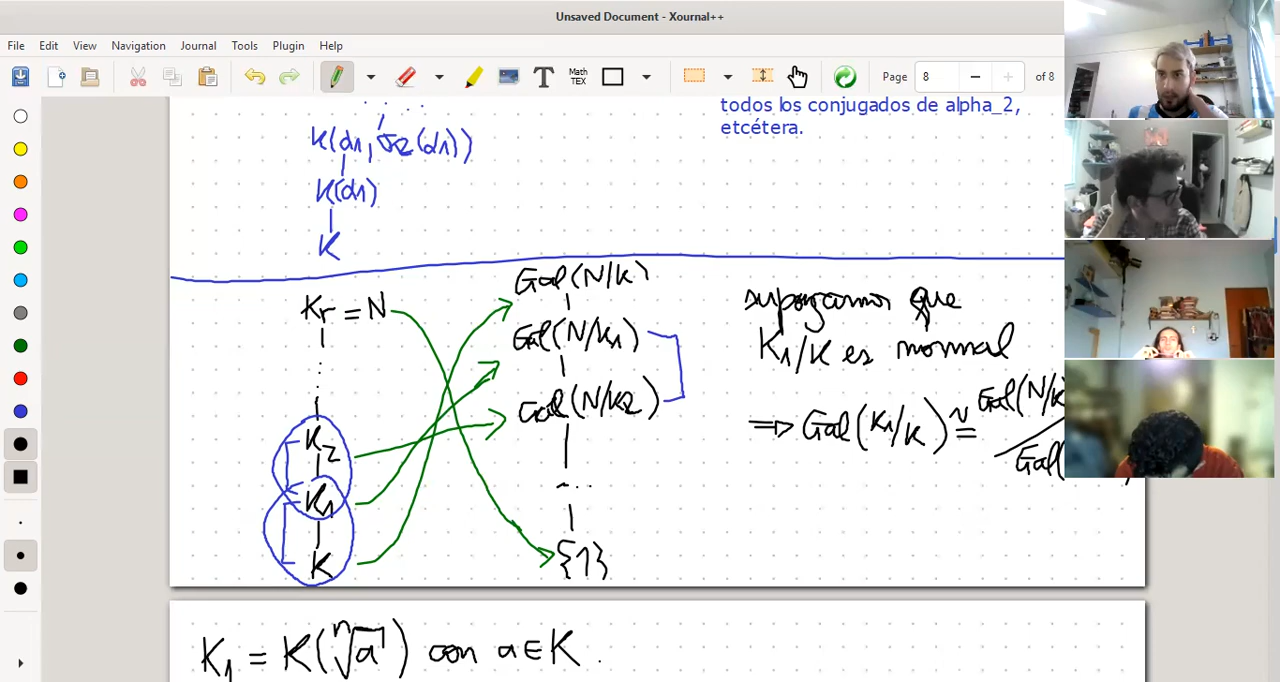 Unsaved Document - Xournal++
File Edit View Navigation Journal Tools Plugin Help
T Math TEX Page 8 of 8
todos los conjugados de alpha_2,
etcétera.
K(α1, σ2(α1))
K(α1)
K
Kr = N
K2
K1
K
Gal(N/K)
Gal(N/K1)
Gal(N/K2)
...
{1}
supongamos que
K1/K es normal
⇒ Gal(K1/K) ≅ Gal(N/K
Gal(
K1 = K(ⁿ√a) con a ∈ K.